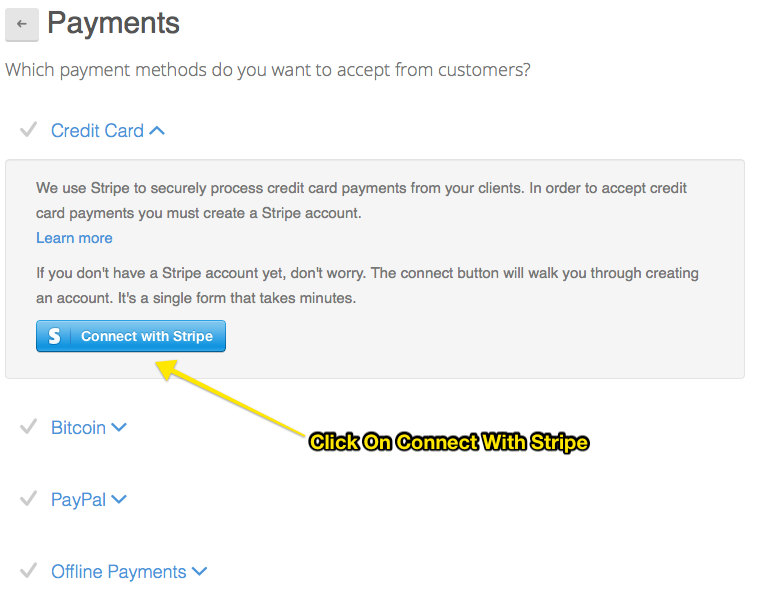 Payments
Which payment methods do you want to accept from customers?
Credit Card
We use Stripe to securely process credit card payments from your clients. In order to accept credit
card payments you must create a Stripe account.
Learn more
If you don't have a Stripe account yet, don't worry. The connect button will walk you through creating
an account. It's a single form that takes minutes.
S Connect with Stripe
Click On Connect With Stripe
Bitcoin
PayPal
Offline Payments